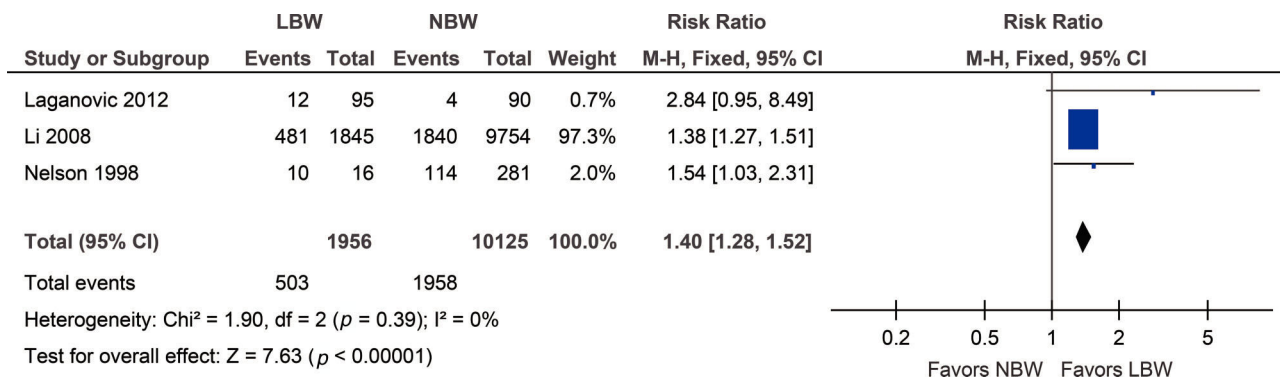 LBW NBW Risk Ratio Risk Ratio
Study or Subgroup Events Total Events Total Weight M-H, Fixed, 95% CI M-H, Fixed, 95% CI
Laganovic 2012 12 95 4 90 0.7% 2.84 [0.95, 8.49]
Li 2008 481 1845 1840 9754 97.3% 1.38 [1.27, 1.51]
Nelson 1998 10 16 114 281 2.0% 1.54 [1.03, 2.31]
Total (95% CI) 1956 10125 100.0% 1.40 [1.28, 1.52]
Total events 503 1958
Heterogeneity: Chi² = 1.90, df = 2 (p = 0.39); I² = 0%
Test for overall effect: Z = 7.63 (p < 0.00001)
0.2 0.5 1 2 5
Favors NBW Favors LBW